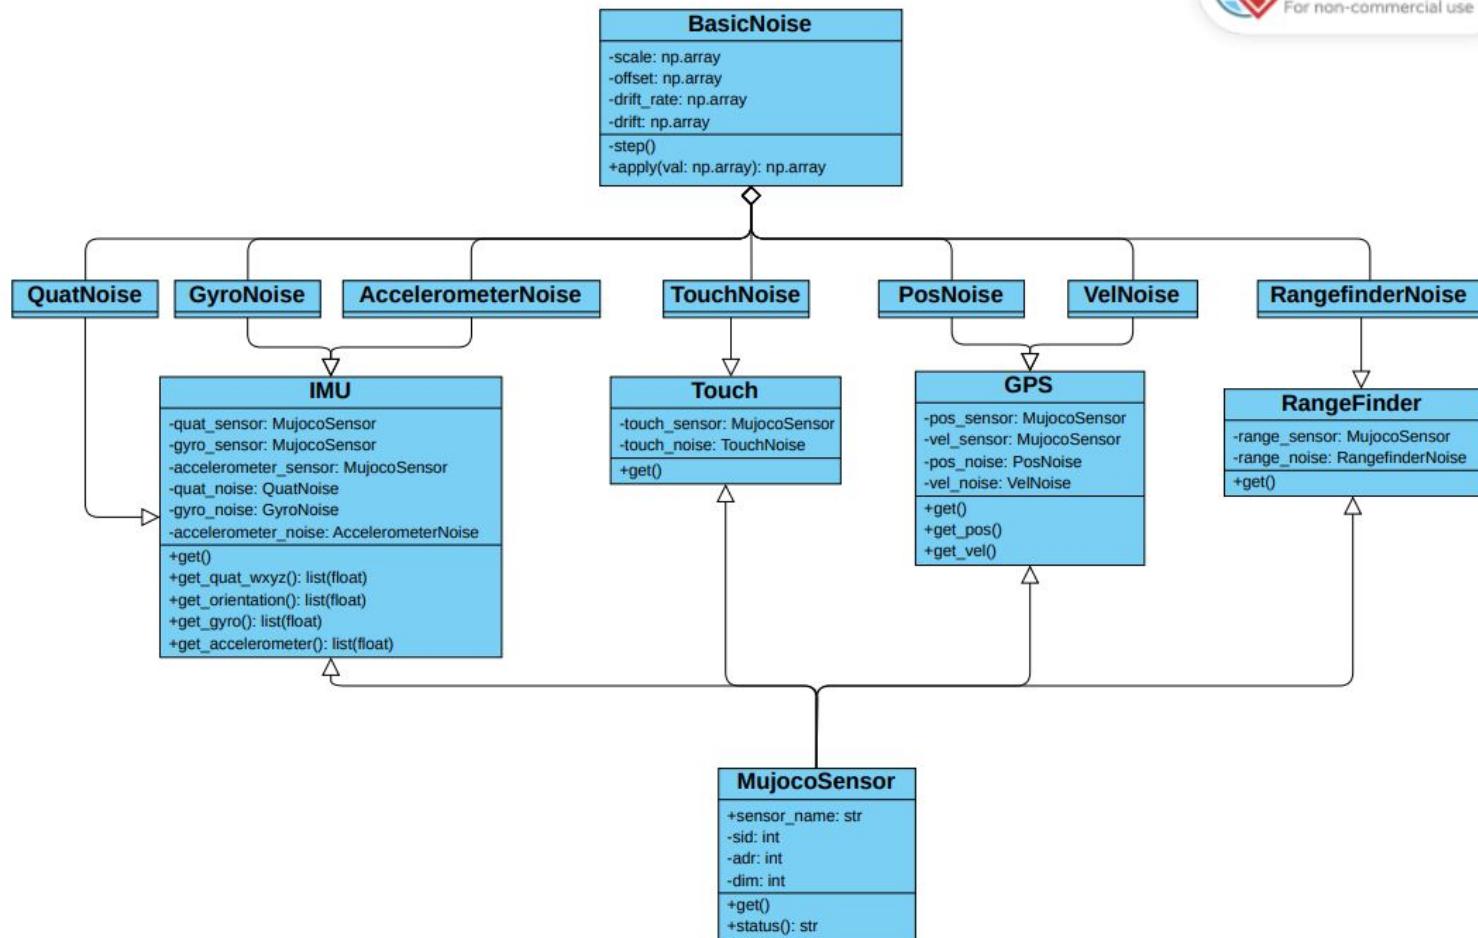 For non-commercial use
BasicNoise
-scale: np.array
-offset: np.array
-drift_rate: np.array
-drift: np.array
-step()
+apply(val: np.array): np.array
QuatNoise
GyroNoise
AccelerometerNoise
TouchNoise
PosNoise
VelNoise
RangefinderNoise
IMU
-quat_sensor: MujocoSensor
-gyro_sensor: MujocoSensor
-accelerometer_sensor: MujocoSensor
-quat_noise: QuatNoise
-gyro_noise: GyroNoise
-accelerometer_noise: AccelerometerNoise
+get()
+get_quat_wxyz(): list(float)
+get_orientation(): list(float)
+get_gyro(): list(float)
+get_accelerometer(): list(float)
Touch
-touch_sensor: MujocoSensor
-touch_noise: TouchNoise
+get()
GPS
-pos_sensor: MujocoSensor
-vel_sensor: MujocoSensor
-pos_noise: PosNoise
-vel_noise: VelNoise
+get()
+get_pos()
+get_vel()
RangeFinder
-range_sensor: MujocoSensor
-range_noise: RangefinderNoise
+get()
MujocoSensor
+sensor_name: str
-sid: int
-adr: int
-dim: int
+get()
+status(): str